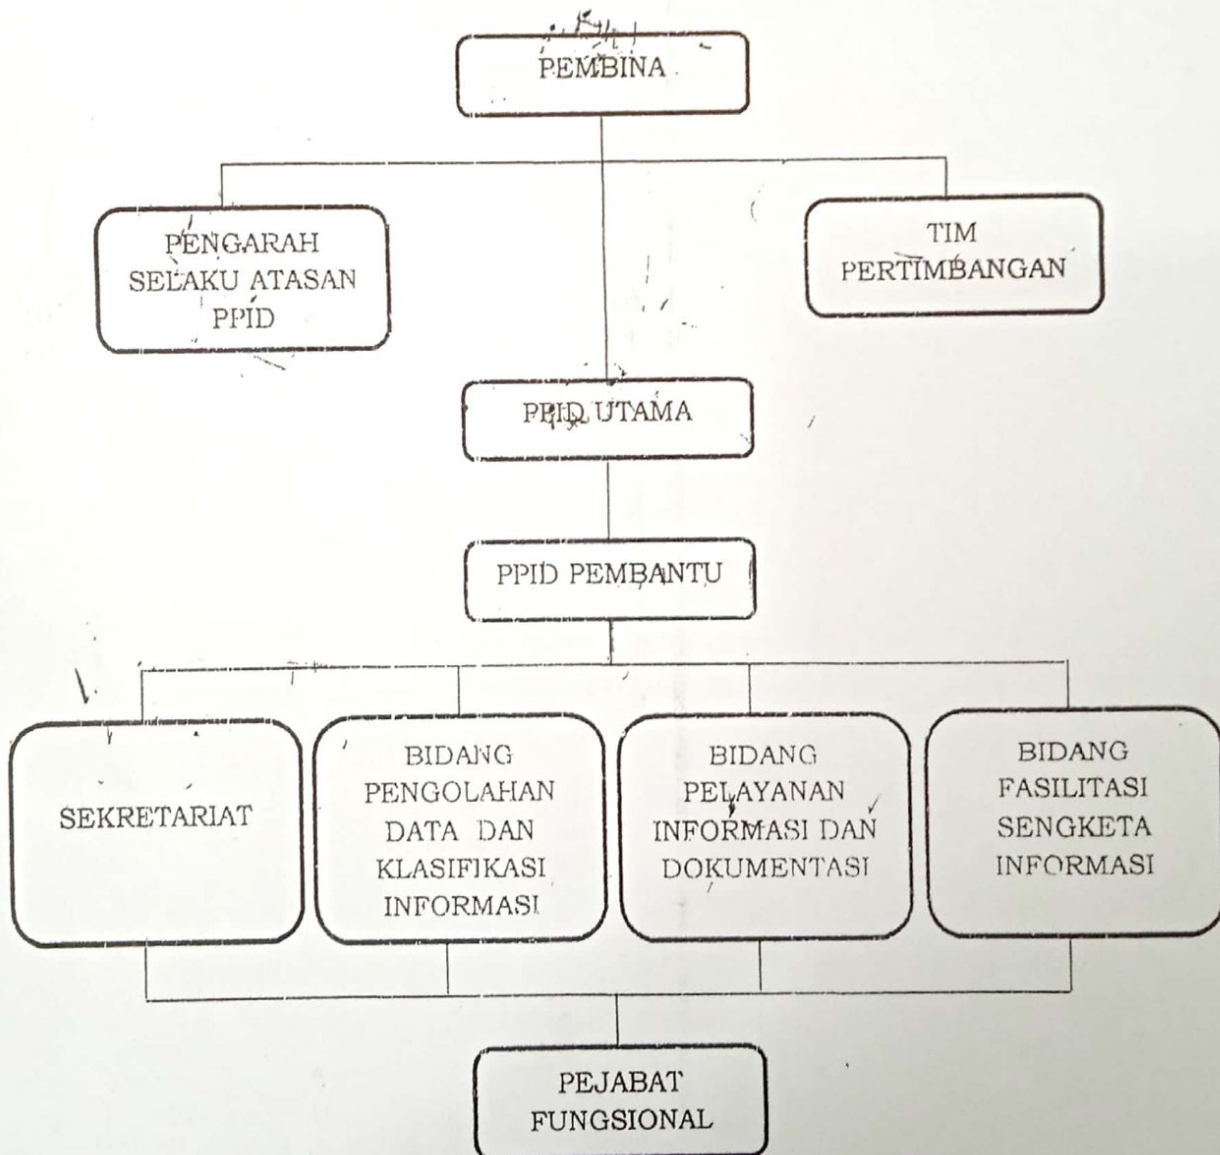 PEMBINA
PENGARAH
SELAKU ATASAN
PPID
TIM
PERTIMBANGAN
PPID UTAMA
PPID PEMBANTU
SEKRETARIAT
BIDANG
PENGOLAHAN
DATA DAN
KLASIFIKASI
INFORMASI
BIDANG
PELAYANAN
INFORMASI DAN
DOKUMENTASI
BIDANG
FASILITASI
SENGKETA
INFORMASI
PEJABAT
FUNGSIONAL